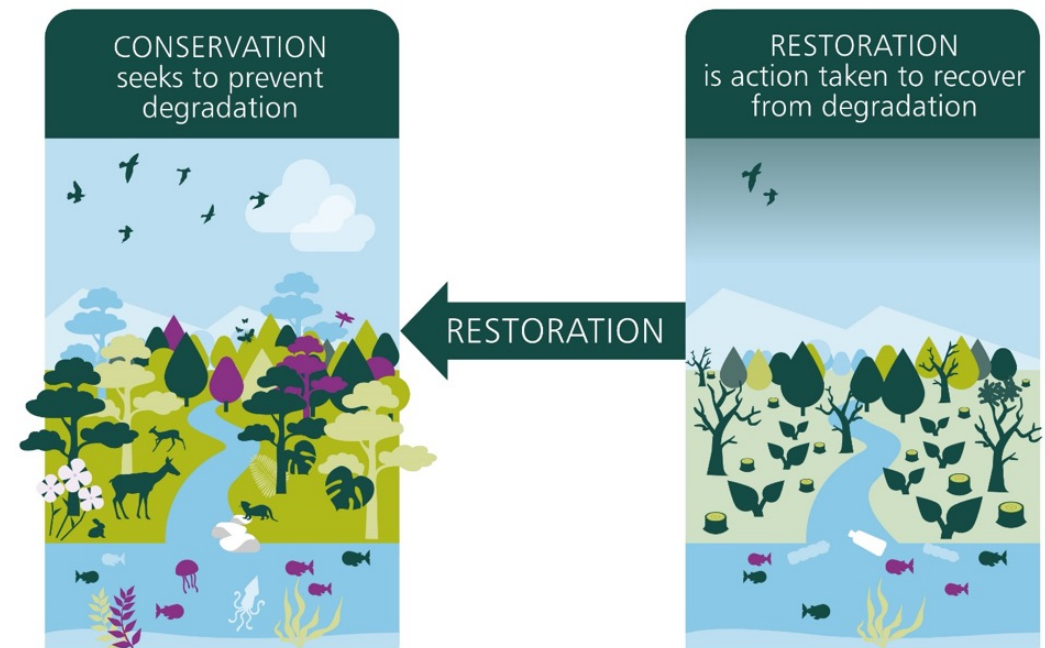 CONSERVATION
seeks to prevent
degradation
RESTORATION
is action taken to recover
from degradation
RESTORATION